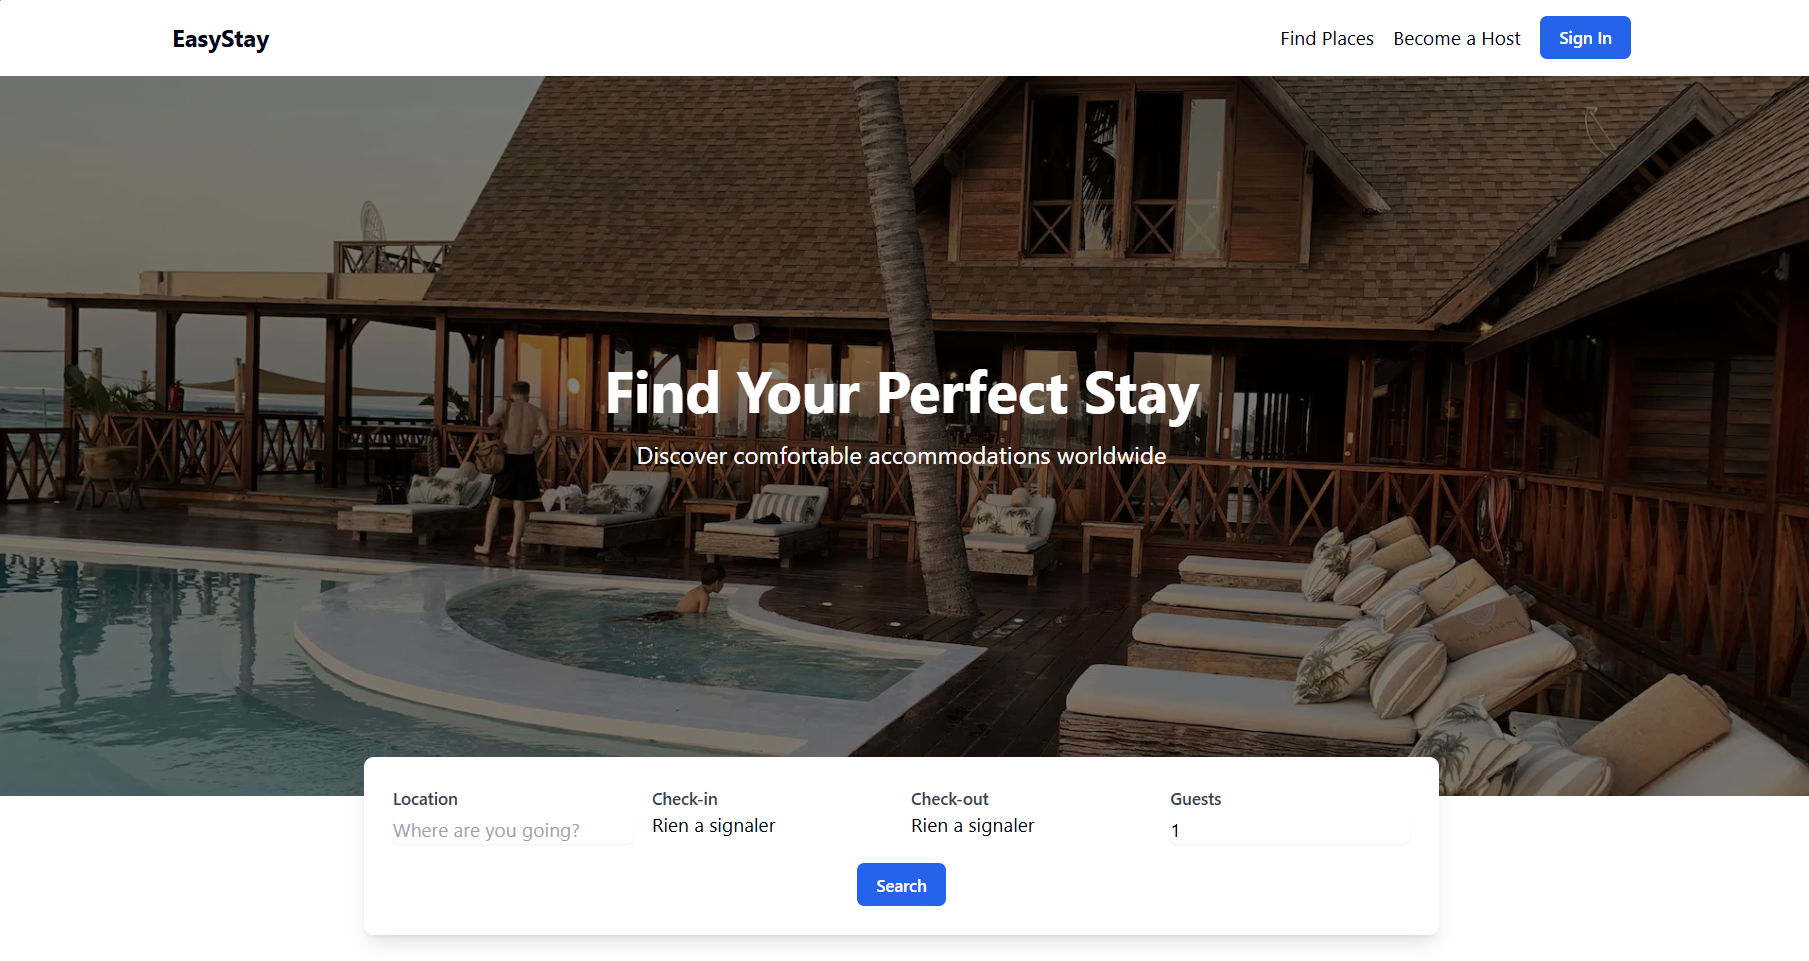 EasyStay
Find Places
Become a Host
Sign In
Find Your Perfect Stay
Discover comfortable accommodations worldwide
Location
Where are you going?
Check-in
Rien a signaler
Check-out
Rien a signaler
Guests
1
Search